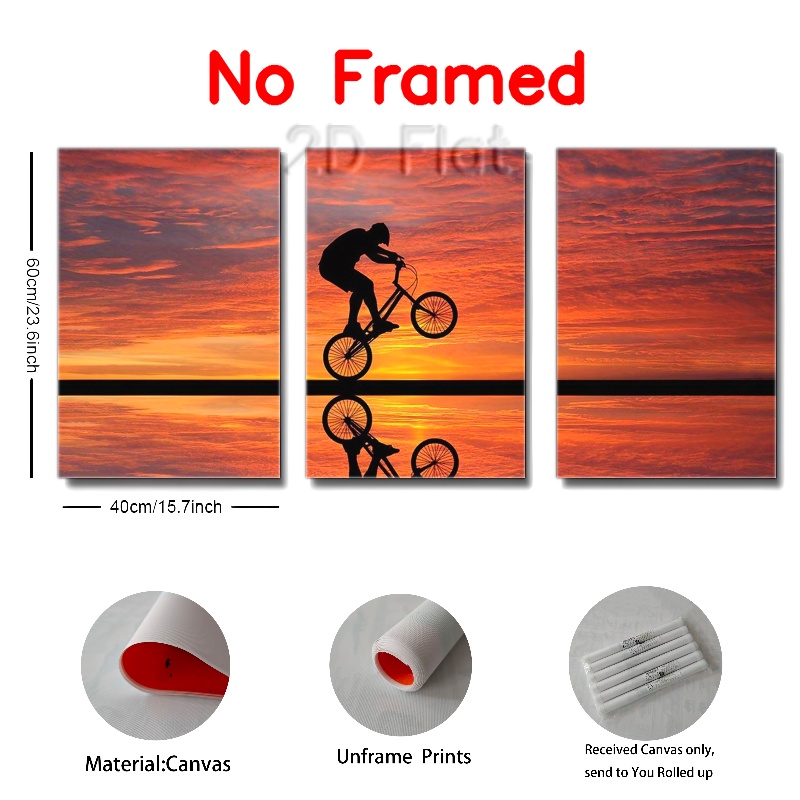 No Framed
2D Flat
60cm/23.6inch
40cm/15.7inch
Material:Canvas
Unframe Prints
Received Canvas only,
send to You Rolled up